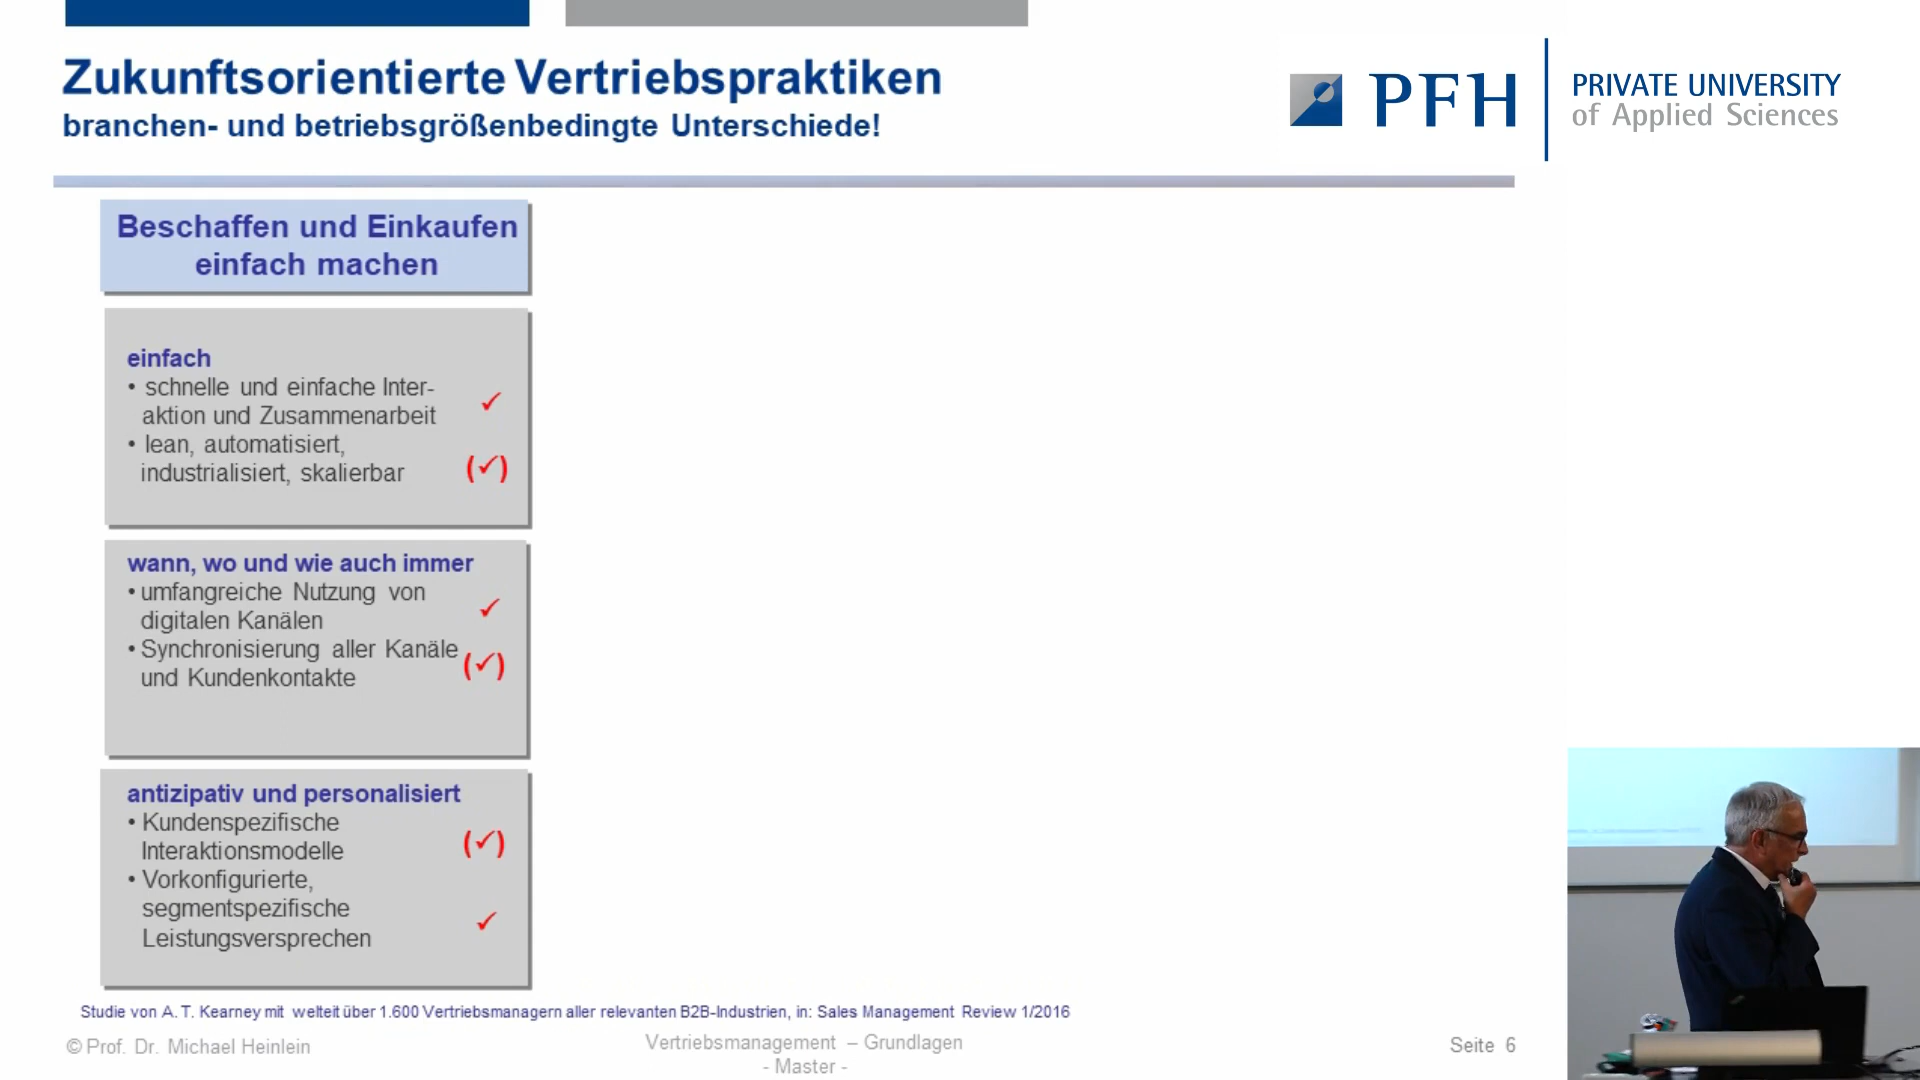 Zukunftsorientierte Vertriebspraktiken
branchen- und betriebsgrößenbedingte Unterschiede!
PFH
PRIVATE UNIVERSITY
of Applied Sciences
Beschaffen und Einkaufen
einfach machen
einfach
• schnelle und einfache Inter-
aktion und Zusammenarbeit ✓
• lean, automatisiert,
industrialisiert, skalierbar (✓)
wann, wo und wie auch immer
• umfangreiche Nutzung von
digitalen Kanälen ✓
• Synchronisierung aller Kanäle
und Kundenkontakte (✓)
antizipativ und personalisiert
• Kundenspezifische
Interaktionsmodelle (✓)
• Vorkonfigurierte,
segmentspezifische
Leistungsversprechen ✓
Studie von A. T. Kearney mit welteit über 1.600 Vertriebsmanagern aller relevanten B2B-Industrien, in: Sales Management Review 1/2016
© Prof. Dr. Michael Heinlein
Vertriebsmanagement – Grundlagen
- Master -
Seite 6